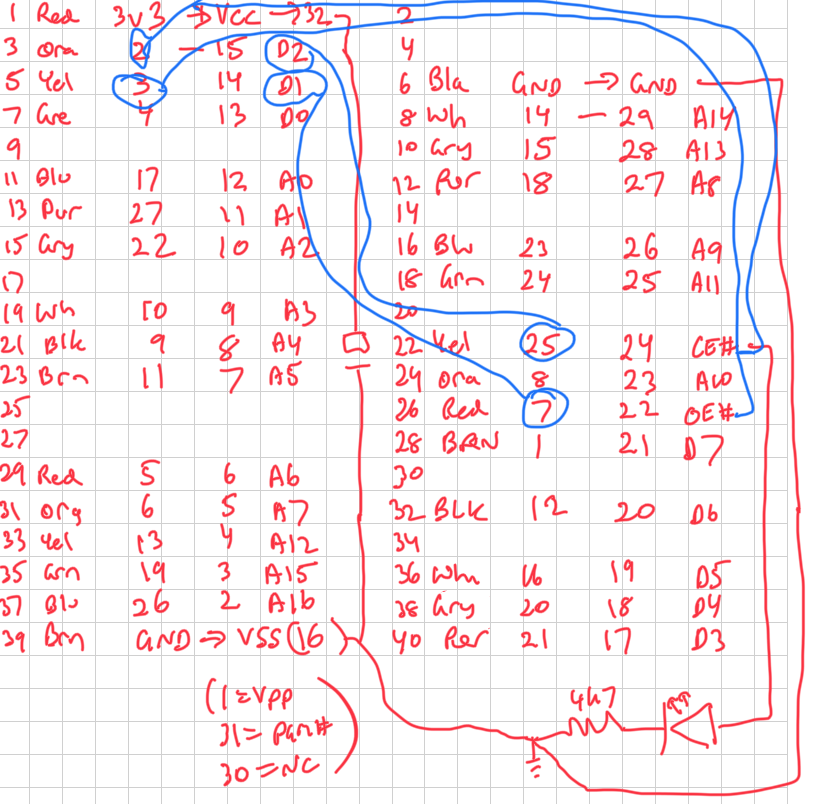 1 Red 3v3 → VCC → 32 2
3 Ora 2 — 15 D2 4
5 Yel 3 14 D1 6 Bla GND → GND
7 Gre 4 13 D0 8 Wh 14 — 29 A14
9 10 Gry 15 28 A13
11 Blu 17 12 A0 12 Pur 18 27 A8
13 Pur 27 11 A1 14
15 Gry 22 10 A2 16 Blu 23 26 A9
17 18 Grn 24 25 A11
19 Wh 10 9 A3 20
21 Blk 9 8 A4 22 Yel 25 24 CE#
23 Brn 11 7 A5 24 Ora 8 23 A10
25 26 Red 7 22 OE#
27 28 BRN 1 21 D7
29 Red 5 6 A6 30
31 Org 6 5 A7 32 BLK 12 20 D6
33 Yel 13 4 A12 34
35 Grn 19 3 A15 36 Wh 16 19 D5
37 Blu 26 2 A16 38 Gry 20 18 D4
39 Brn GND → VSS (16) 40 Per 21 17 D3
(1 = VPP
31 = PGM#
30 = NC)
4k7